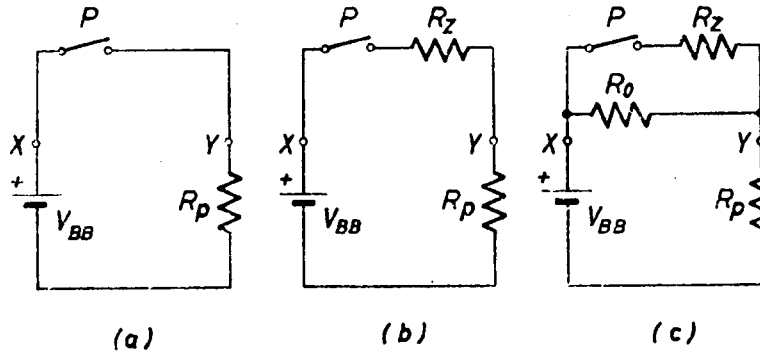 P
X
Y
+
V_BB
R_p
(a)
P
R_Z
X
Y
+
V_BB
R_p
(b)
P
R_Z
R_0
X
Y
+
V_BB
R_p
(c)